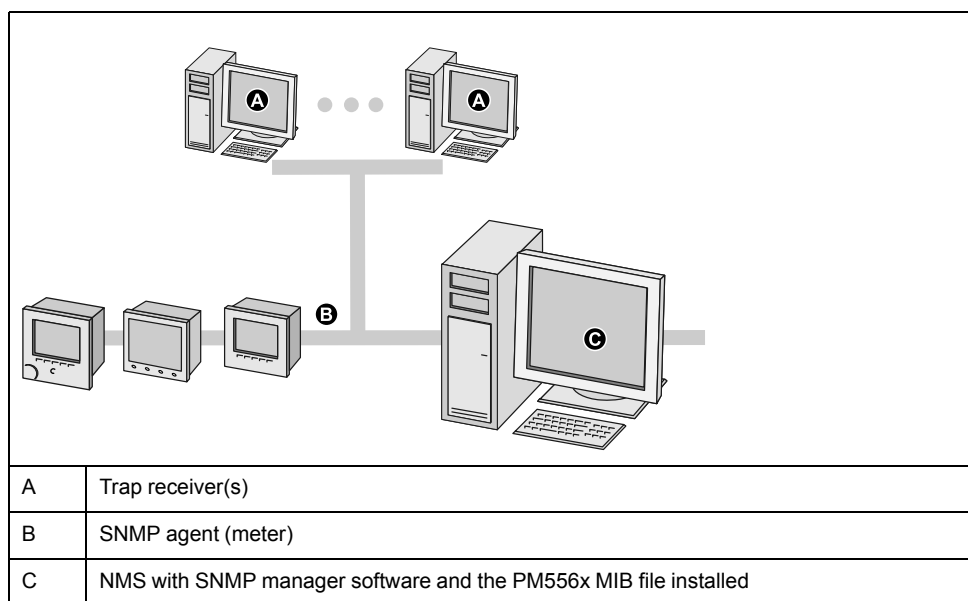 A
A
B
C
A Trap receiver(s)
B SNMP agent (meter)
C NMS with SNMP manager software and the PM556x MIB file installed